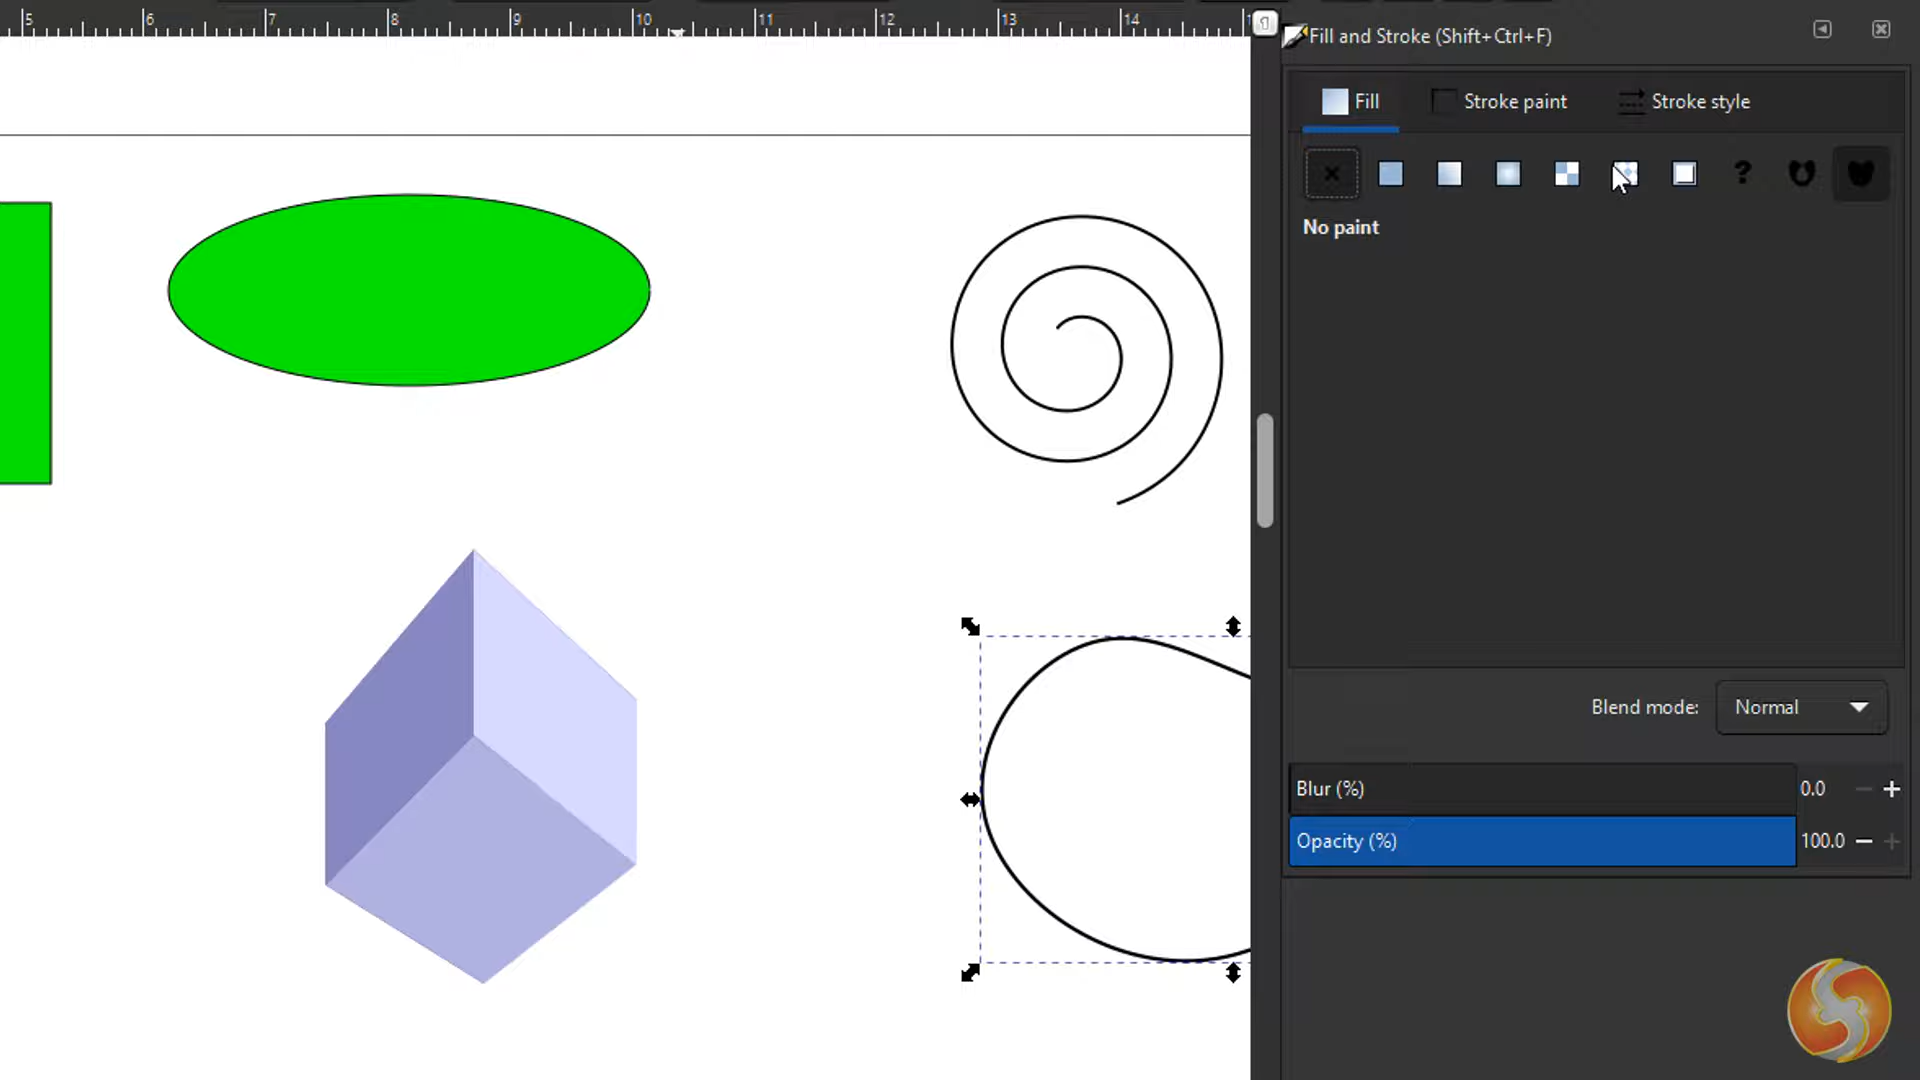 5 6 7 8 9 10 11 12 13 14
Fill and Stroke (Shift+Ctrl+F)
Fill Stroke paint Stroke style
?
No paint
Blend mode: Normal
Blur (%) 0.0 − +
Opacity (%) 100.0 − +